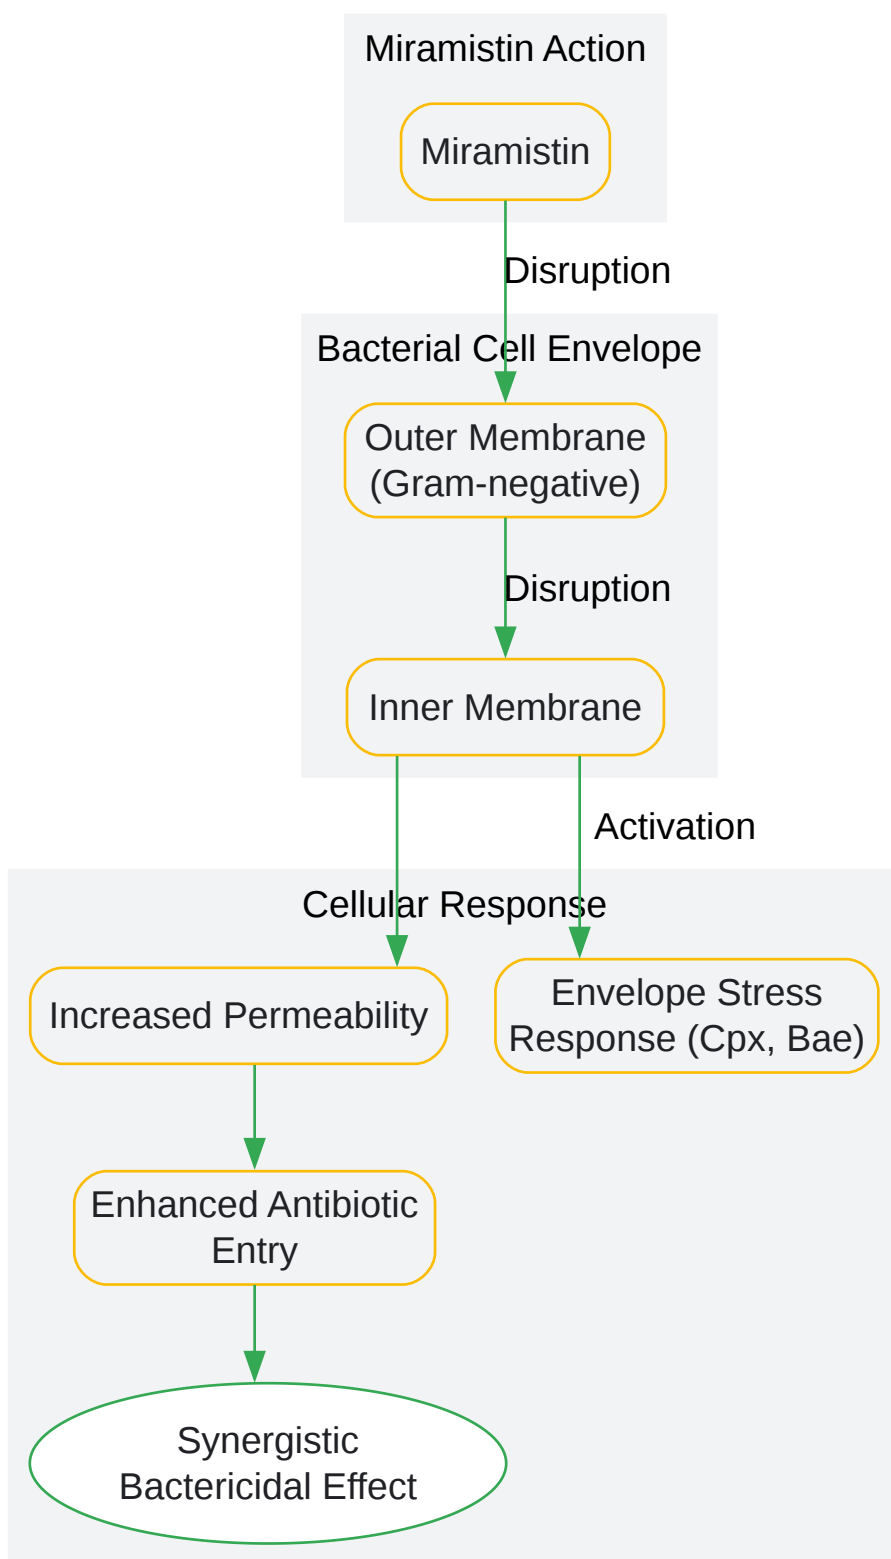 Miramistin Action
Miramistin
Disruption
Bacterial Cell Envelope
Outer Membrane
(Gram-negative)
Disruption
Inner Membrane
Activation
Cellular Response
Increased Permeability
Envelope Stress
Response (Cpx, Bae)
Enhanced Antibiotic
Entry
Synergistic
Bactericidal Effect